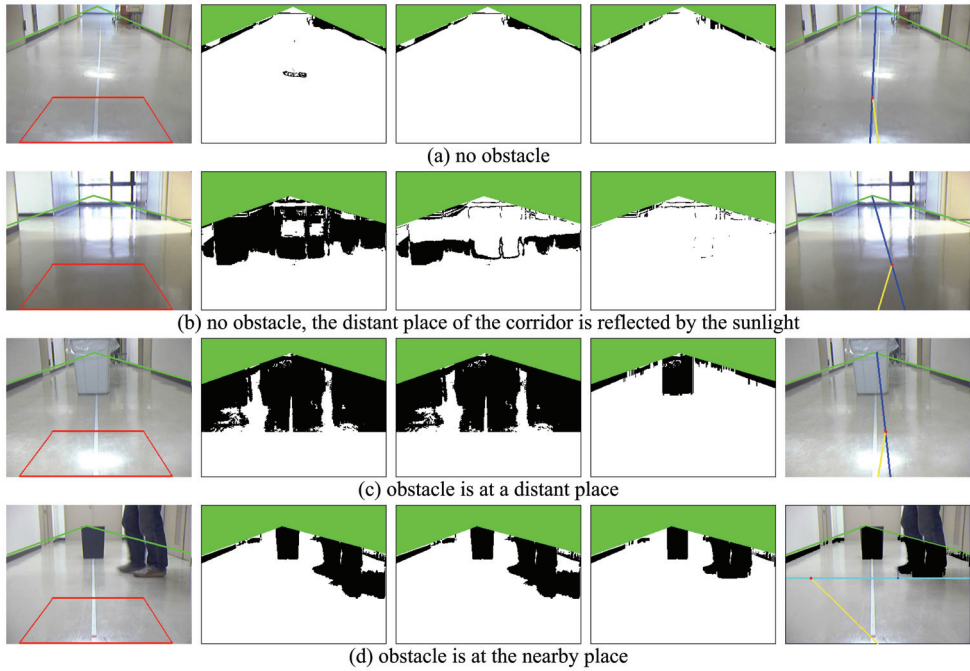 (a) no obstacle
(b) no obstacle, the distant place of the corridor is reflected by the sunlight
(c) obstacle is at a distant place
(d) obstacle is at the nearby place